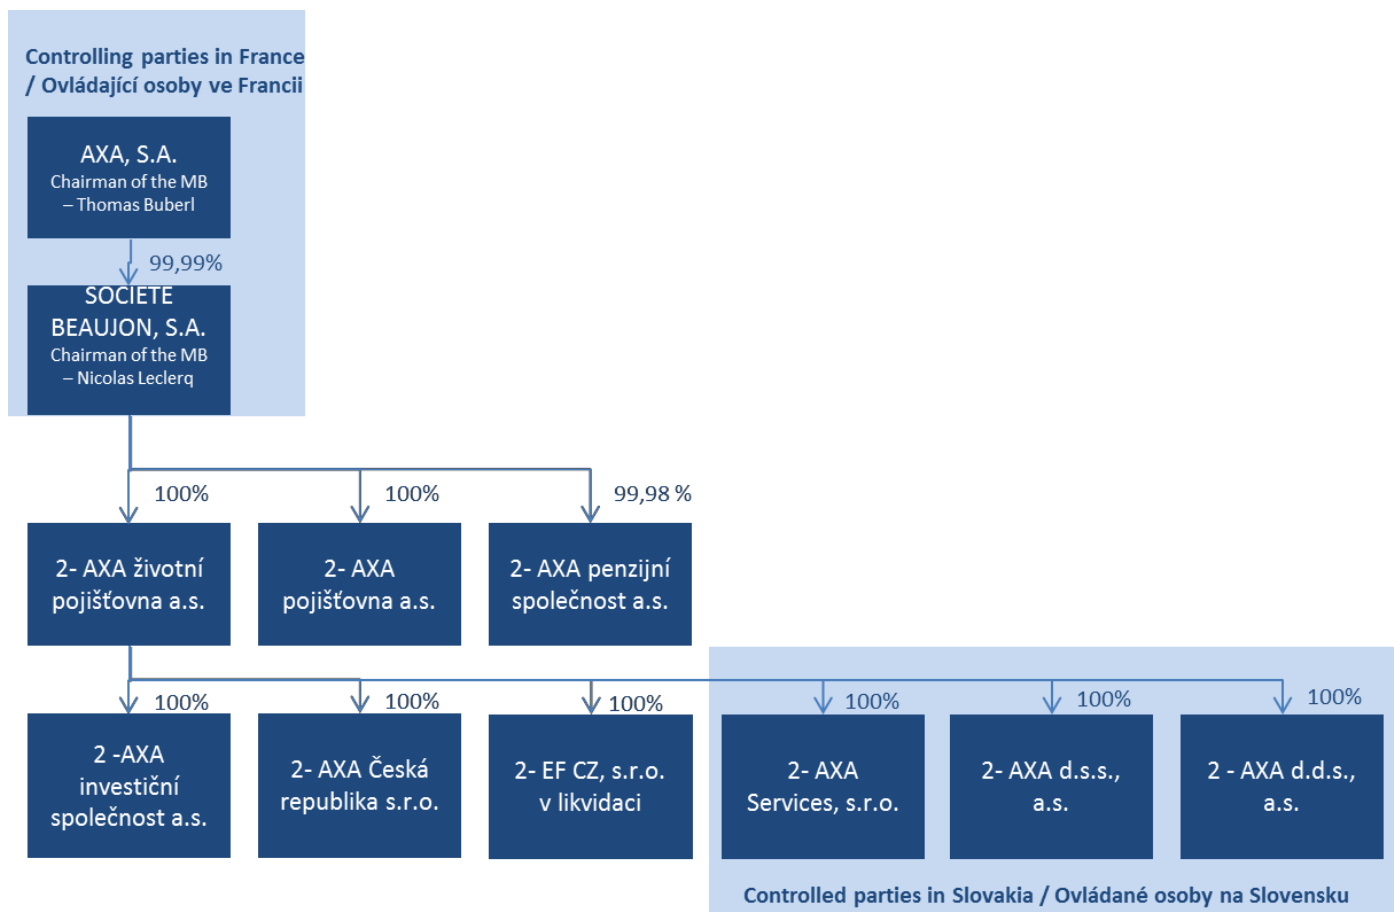 Controlling parties in France
/ Ovládající osoby ve Francii
AXA, S.A.
Chairman of the MB
– Thomas Buberl
99,99%
SOCIETE
BEAUJON, S.A.
Chairman of the MB
– Nicolas Leclerq
100%
100%
99,98 %
2- AXA životní
pojišťovna a.s.
2- AXA
pojišťovna a.s.
2- AXA penzijní
společnost a.s.
100%
100%
100%
100%
100%
100%
2 -AXA
investiční
společnost a.s.
2- AXA Česká
republika s.r.o.
2- EF CZ, s.r.o.
v likvidaci
2- AXA
Services, s.r.o.
2- AXA d.s.s.,
a.s.
2 - AXA d.d.s.,
a.s.
Controlled parties in Slovakia / Ovládané osoby na Slovensku